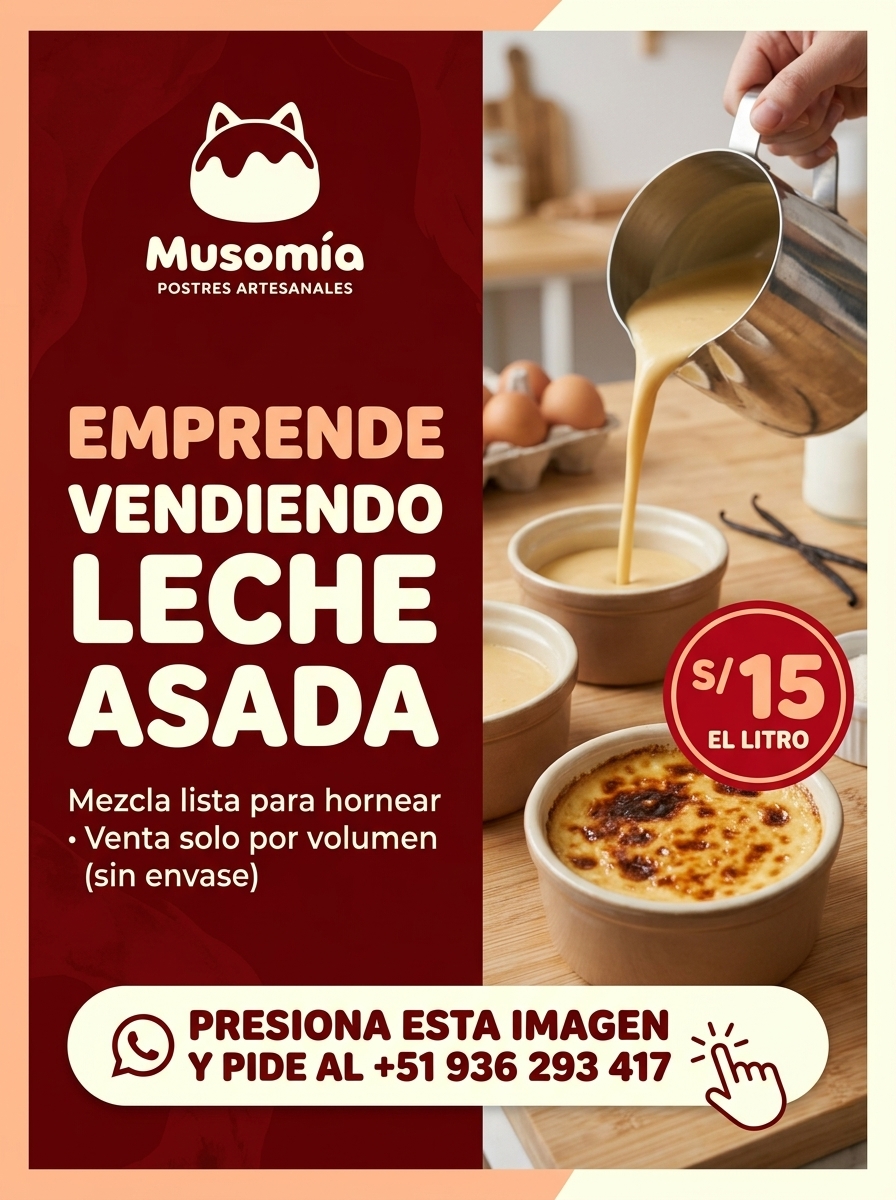 Musomía
POSTRES ARTESANALES
EMPRENDE
VENDIENDO
LECHE
ASADA
Mezcla lista para hornear
• Venta solo por volumen
(sin envase)
S/15
EL LITRO
PRESIONA ESTA IMAGEN
Y PIDE AL +51 936 293 417